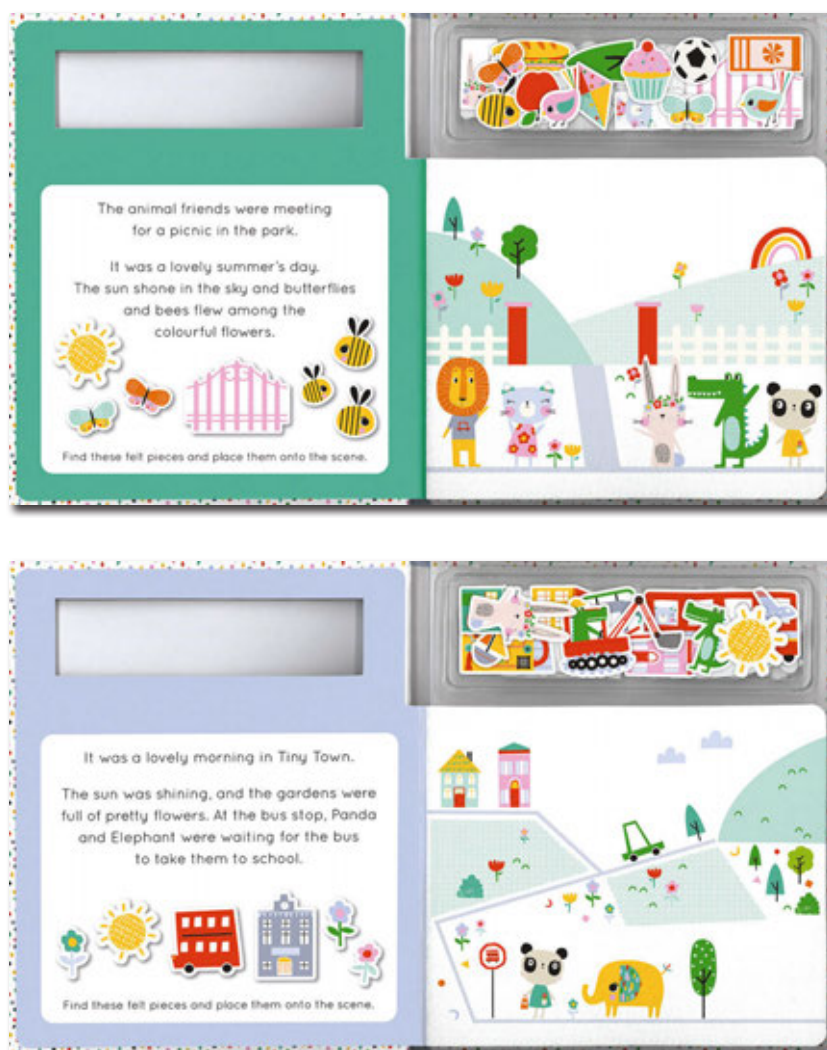 The animal friends were meeting
for a picnic in the park.
It was a lovely summer's day.
The sun shone in the sky and butterflies
and bees flew among the
colourful flowers.
Find these felt pieces and place them onto the scene.
It was a lovely morning in Tiny Town.
The sun was shining, and the gardens were
full of pretty flowers. At the bus stop, Panda
and Elephant were waiting for the bus
to take them to school.
Find these felt pieces and place them onto the scene.